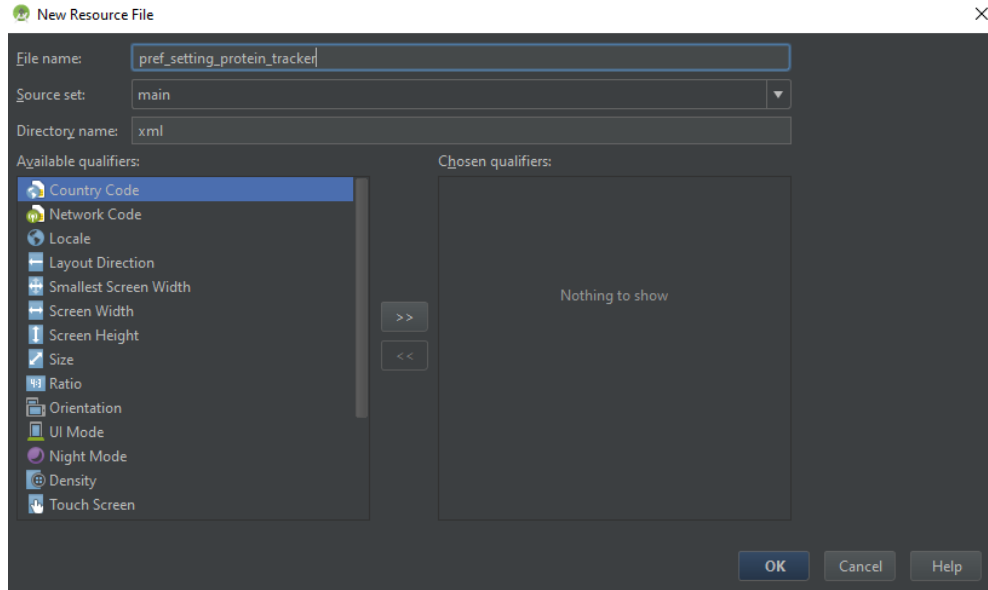 New Resource File
File name: pref_setting_protein_tracker
Source set: main
Directory name: xml
Available qualifiers:
Chosen qualifiers:
Country Code
Network Code
Locale
Layout Direction
Smallest Screen Width
Screen Width
Screen Height
Size
Ratio
Orientation
UI Mode
Night Mode
Density
Touch Screen
>>
<<
Nothing to show
OK
Cancel
Help